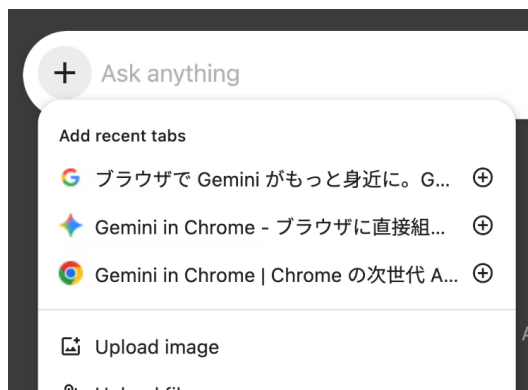 Ask anything
Add recent tabs
ブラウザで Gemini がもっと身近に。G...
Gemini in Chrome - ブラウザに直接組...
Gemini in Chrome | Chrome の次世代 A...
Upload image